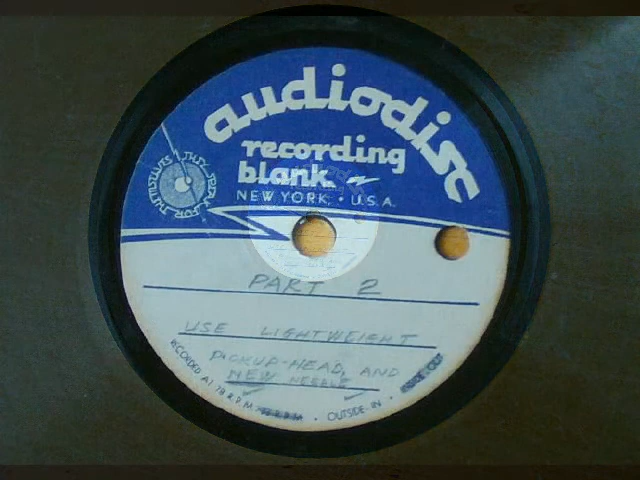 audiodisc
recording
blank
NEW YORK • U.S.A.
PART 2
USE LIGHTWEIGHT
PICKUP-HEAD, AND
NEW NEEDLE
RECORDED AT 78 R.P.M. • OUTSIDE IN •